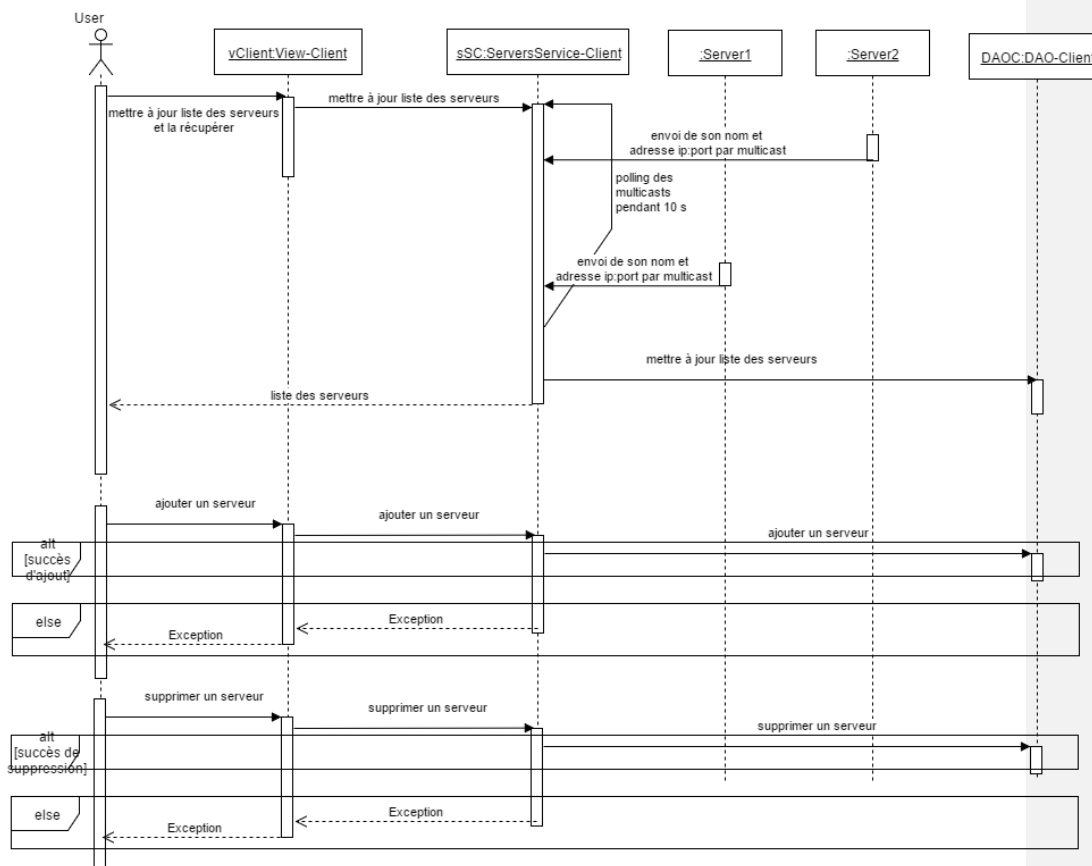 User
vClient:View-Client
sSC:ServersService-Client
:Server1
:Server2
DAOC:DAO-Client
mettre à jour liste des serveurs
et la récupérer
mettre à jour liste des serveurs
envoi de son nom et
adresse ip:port par multicast
polling des
multicasts
pendant 10 s
envoi de son nom et
adresse ip:port par multicast
mettre à jour liste des serveurs
liste des serveurs
ajouter un serveur
ajouter un serveur
ajouter un serveur
alt
[succès
d'ajout]
else
Exception
Exception
supprimer un serveur
supprimer un serveur
supprimer un serveur
alt
[succès de
suppression]
else
Exception
Exception